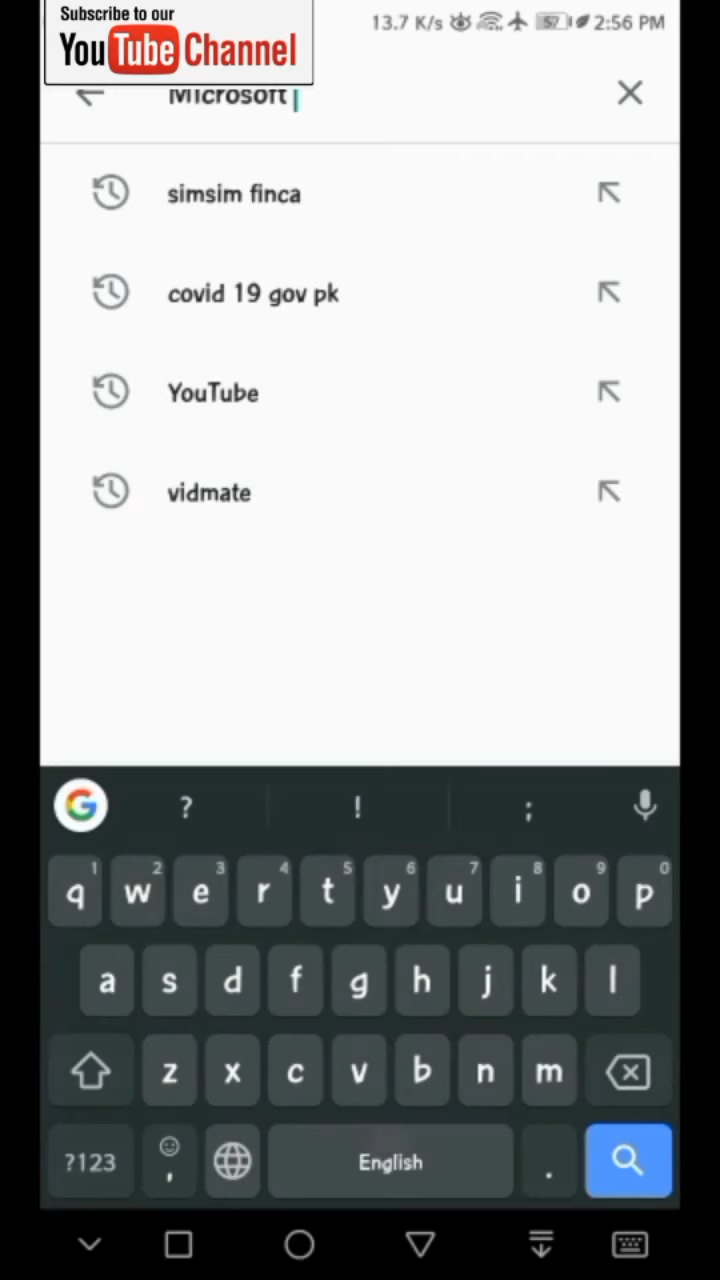 Subscribe to our
YouTube Channel
13.7 K/s 57 2:56 PM
Microsoft
simsim finca
covid 19 gov pk
YouTube
vidmate
G ? ! ;
1 2 3 4 5 6 7 8 9 0
q w e r t y u i o p
a s d f g h j k l
z x c v b n m
?123 , English .